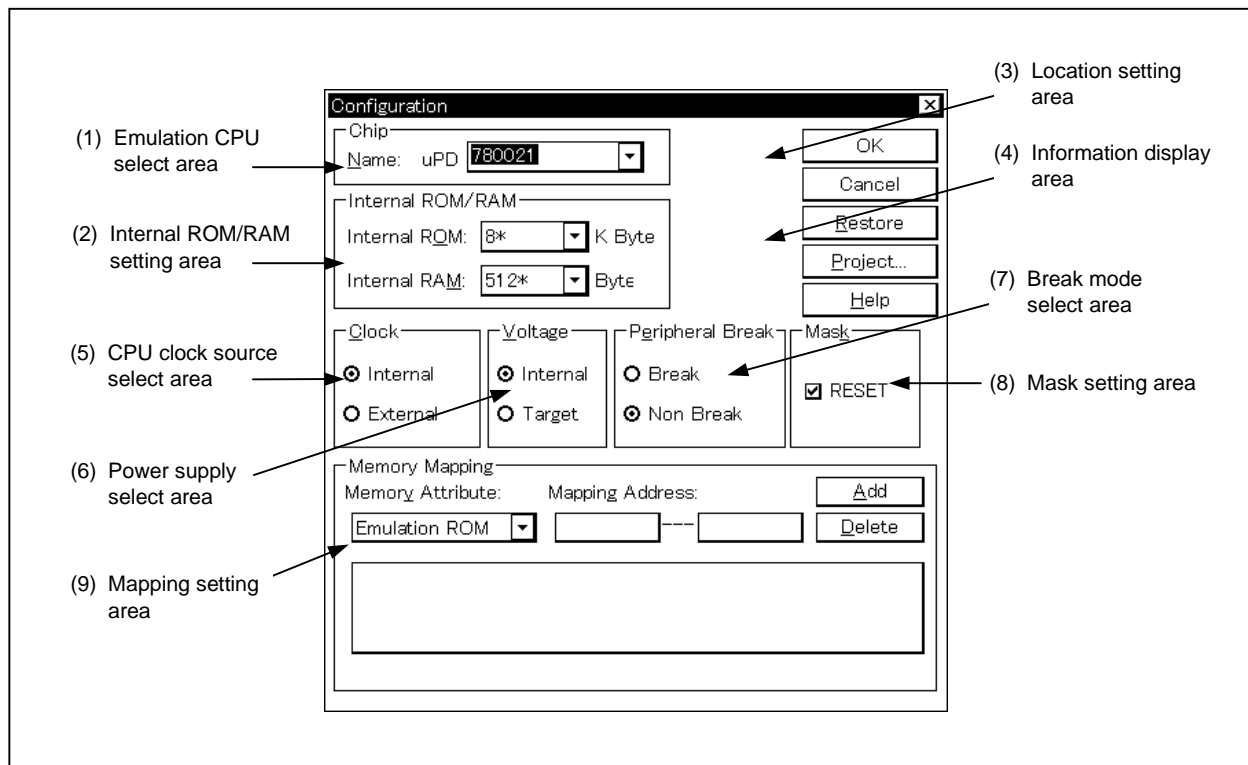 (3) Location setting
area
(1) Emulation CPU
select area
(4) Information display
area
(2) Internal ROM/RAM
setting area
(7) Break mode
select area
(5) CPU clock source
select area
(8) Mask setting area
(6) Power supply
select area
(9) Mapping setting
area
Configuration
Chip
Name: uPD 780021
OK
Cancel
Restore
Project...
Help
Internal ROM/RAM
Internal ROM: 8* K Byte
Internal RAM: 512* Byte
Clock
Internal
External
Voltage
Internal
Target
Peripheral Break
Break
Non Break
Mask
RESET
Memory Mapping
Memory Attribute: Mapping Address:
Add
Emulation ROM ---
Delete